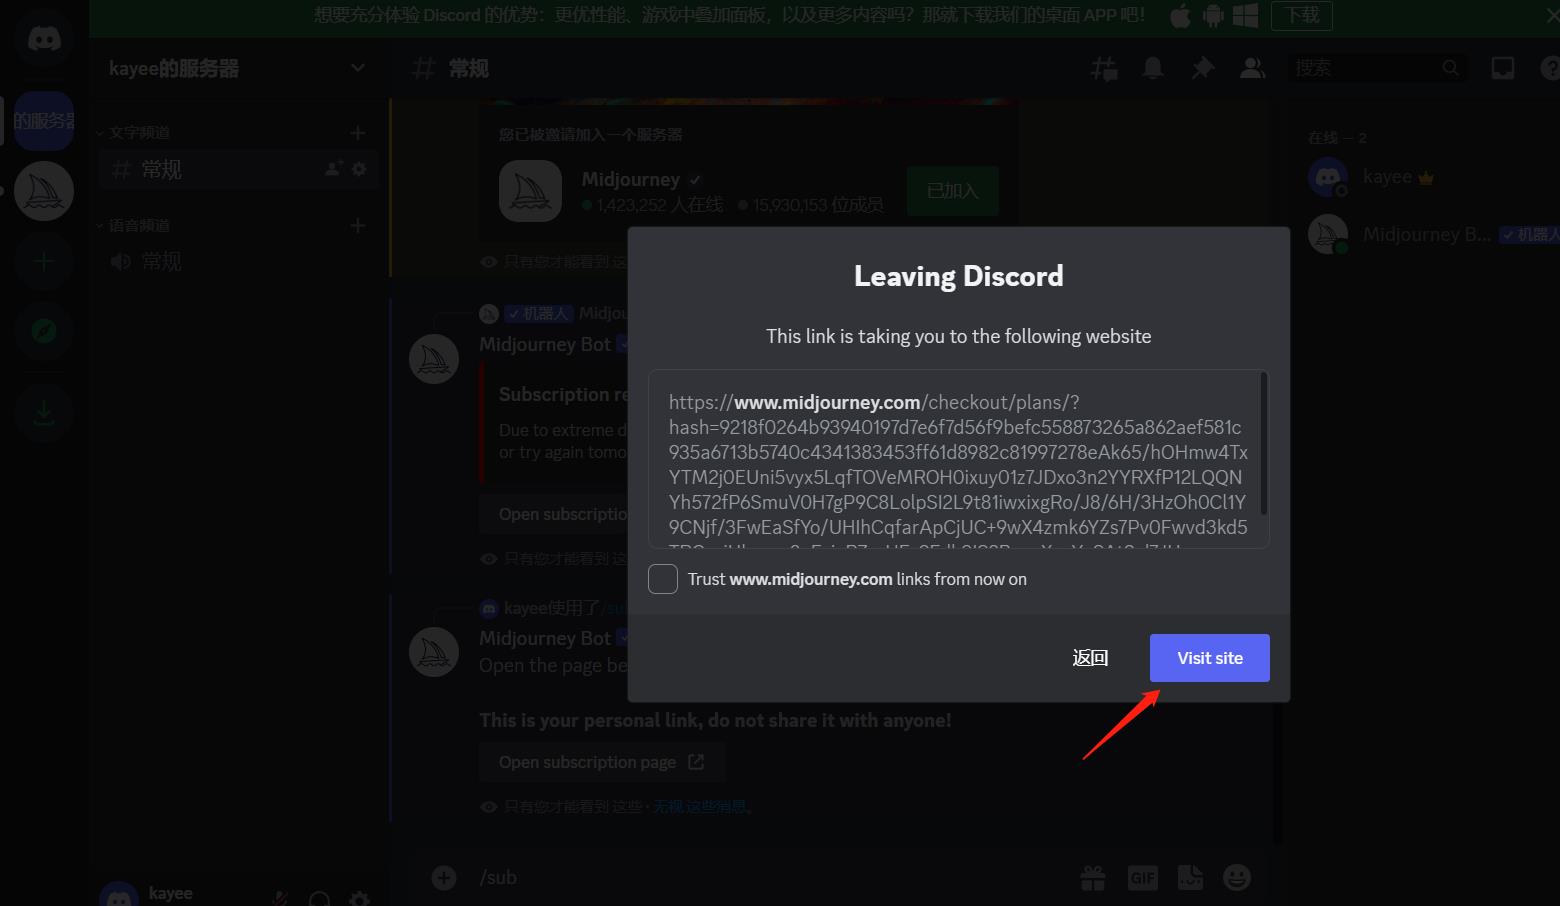 想要充分体验 Discord 的优势：更优性能、游戏中叠加面板，以及更多内容吗？那就下载我们的桌面 APP 吧！
下载
kayee的服务器
常规
搜索
的服务器
文字频道
常规
语音频道
常规
您已被邀请加入一个服务器
Midjourney
1,423,252 人在线
15,930,153 位成员
已加入
只有您才能看到 这
在线 — 2
kayee
Midjourney B...
机器人
机器人 Midjou
Midjourney Bot
Subscription re
Due to extreme d
or try again tomo
Open subscriptio
只有您才能看到 这
kayee使用了/su
Midjourney Bot
Open the page be
This is your personal link, do not share it with anyone!
Open subscription page
只有您才能看到 这些 · 无视 这些消息。
Leaving Discord
This link is taking you to the following website
https://www.midjourney.com/checkout/plans/?
hash=9218f0264b93940197d7e6f7d56f9befc558873265a862aef581c
935a6713b5740c4341383453ff61d8982c81997278eAk65/hOHmw4Tx
YTM2j0EUni5vyx5LqfTOVeMROH0ixuy01z7JDxo3n2YYRXfP12LQQN
Yh572fP6SmuV0H7gP9C8LolpSI2L9t81iwxixgRo/J8/6H/3HzOh0Cl1Y
9CNjf/3FwEaSfYo/UHIhCqfarApCjUC+9wX4zmk6YZs7Pv0Fwvd3kd5
Trust www.midjourney.com links from now on
返回
Visit site
/sub
GIF
kayee